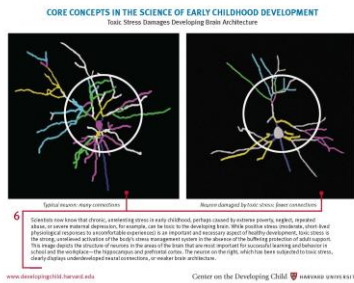 CORE CONCEPTS IN THE SCIENCE OF EARLY CHILDHOOD DEVELOPMENT
Toxic Stress Damages Developing Brain Architecture
Typical neuron: many connections
Neuron damaged by toxic stress: fewer connections
6
Scientists now know that chronic, unrelenting stress in early childhood, perhaps caused by extreme poverty, neglect, repeated
abuse, or severe maternal depression, for example, can be toxic to the developing brain. While positive stress (moderate, short-lived
physiological responses to uncomfortable experiences) is an important and necessary aspect of healthy development, toxic stress is
the strong, unrelieved activation of the body's stress management system in the absence of the buffering protection of adult support.
This image depicts the structure of neurons in the areas of the brain that are most important for successful learning and behavior in
school and the workplace—the hippocampus and prefrontal cortex. The neuron on the right, which has been subjected to toxic stress,
clearly displays underdeveloped neural connections, or weaker brain architecture.
www.developingchild.harvard.edu
Center on the Developing Child HARVARD UNIVERSITY